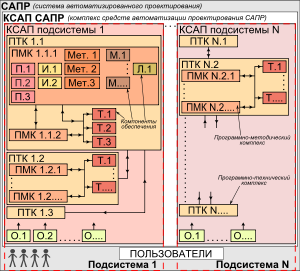 САПР (система автоматизированного проектирования)
КСАП САПР (комплекс средств автоматизации проектирования САПР)
КСАП подсистемы 1
ПТК 1.1
ПМК 1.1.1
Мет. 1
М.1
П.1
И.1
Мет. 2
Л.1
П.2
И.2
Мет.3
М....
П.3
Компоненты
обеспечения
Т.1
Т.2
Т.3
ПМК 1.1.2
ПТК 1.2
ПМК 1.2.1
Т.1
Т....
ПМК 1.2....
ПТК 1.3
О.1
О.2
О....
КСАП подсистемы N
ПТК N.1
ПТК N.2
ПМК N.2.1
Т.1
Т....
ПМК N.2....
Программно-методический
комплекс
Программно-технический
комплекс
ПТК N....
О.1
О....
ПОЛЬЗОВАТЕЛИ
Подсистема 1
Подсистема N